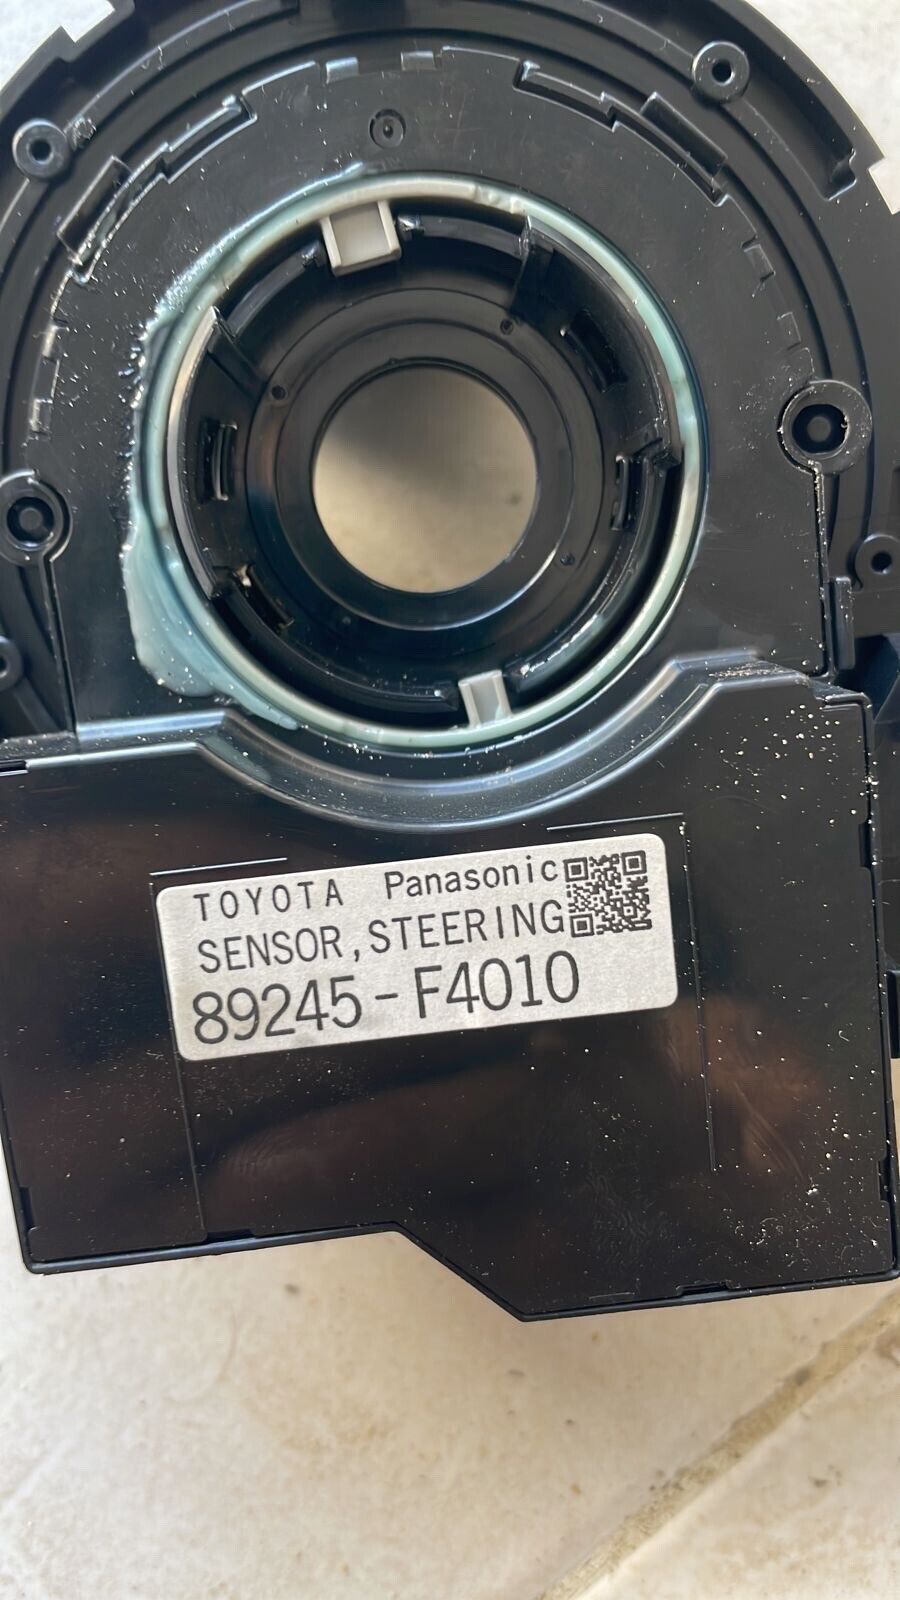 TOYOTA Panasonic
SENSOR,STEERING
89245-F4010